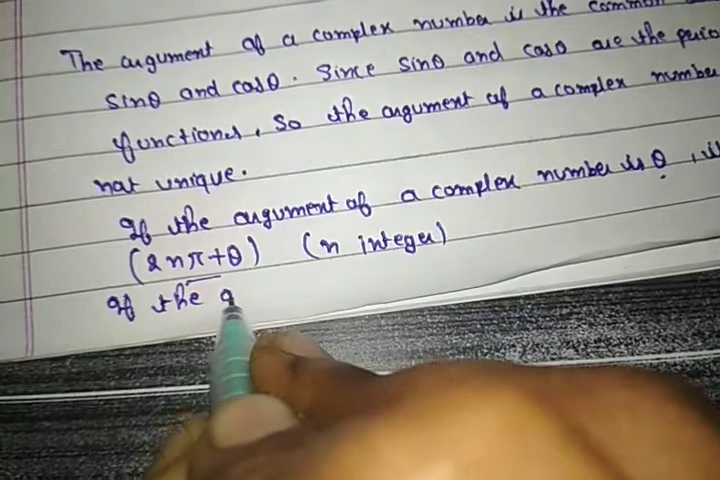 The argument of a complex number is the common
sinθ and cosθ. Since sinθ and cosθ are the
functions, so the argument of a complex number
not unique.
If the argument of a complex number is θ,
(2nπ+θ) (n integer)
If the